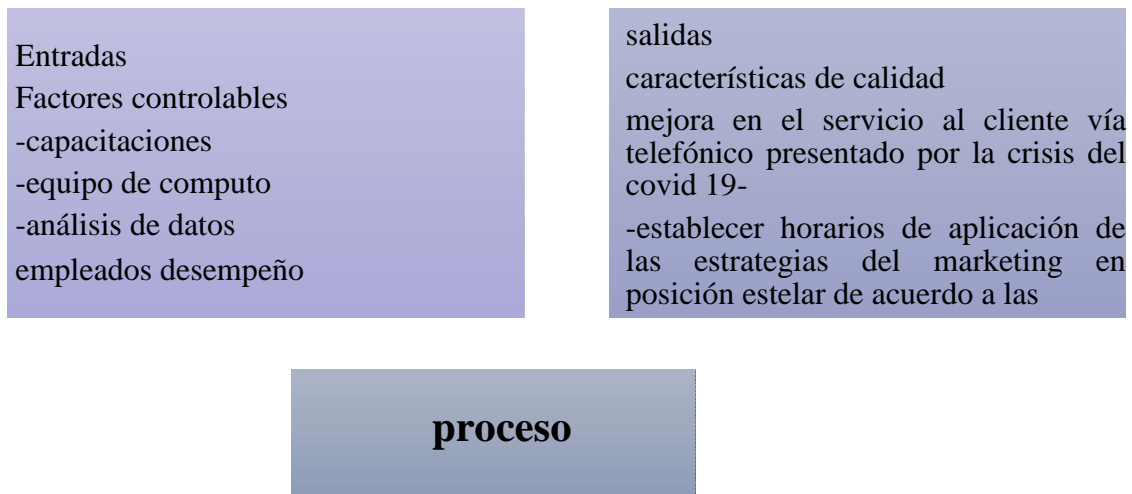 Entradas
Factores controlables
-capacitaciones
-equipo de computo
-análisis de datos
empleados desempeño
salidas
características de calidad
mejora en el servicio al cliente vía
telefónico presentado por la crisis del
covid 19-
-establecer horarios de aplicación de
las estrategias del marketing en
posición estelar de acuerdo a las
proceso